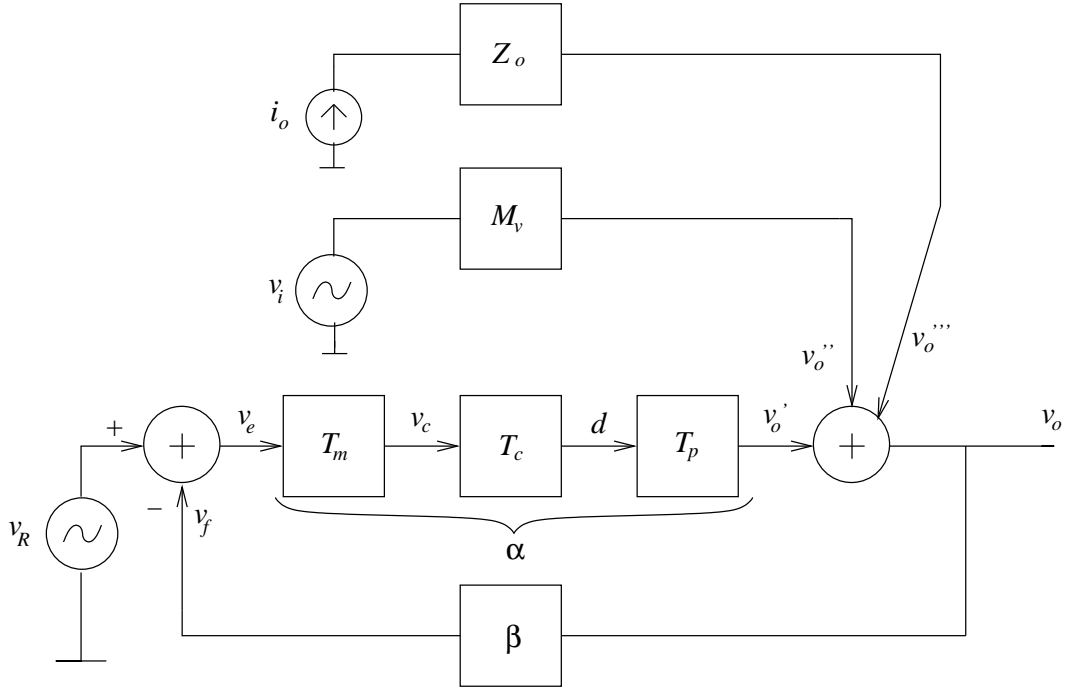 Z_o
i_o
M_v
v_i
v_o''
v_o'''
+ v_e T_m v_c T_c d T_p v_o' + v_o
+
− v_f
v_R
α
β